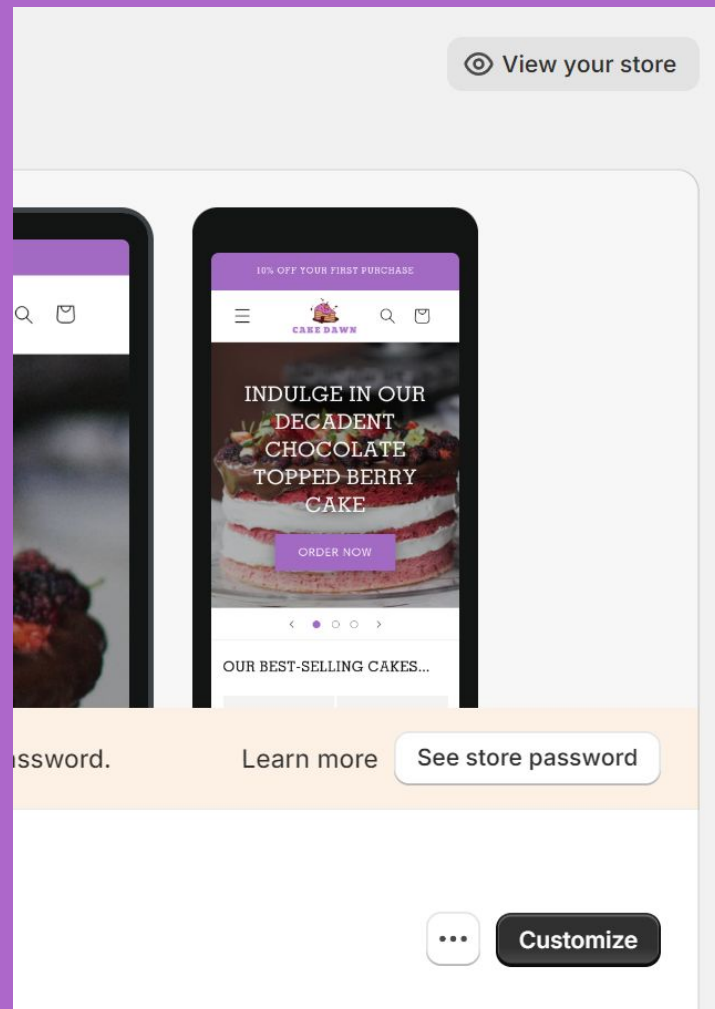 View your store
10% OFF YOUR FIRST PURCHASE
CAKE DAWN
INDULGE IN OUR
DECADENT
CHOCOLATE
TOPPED BERRY
CAKE
ORDER NOW
OUR BEST-SELLING CAKES...
ssword.
Learn more
See store password
Customize